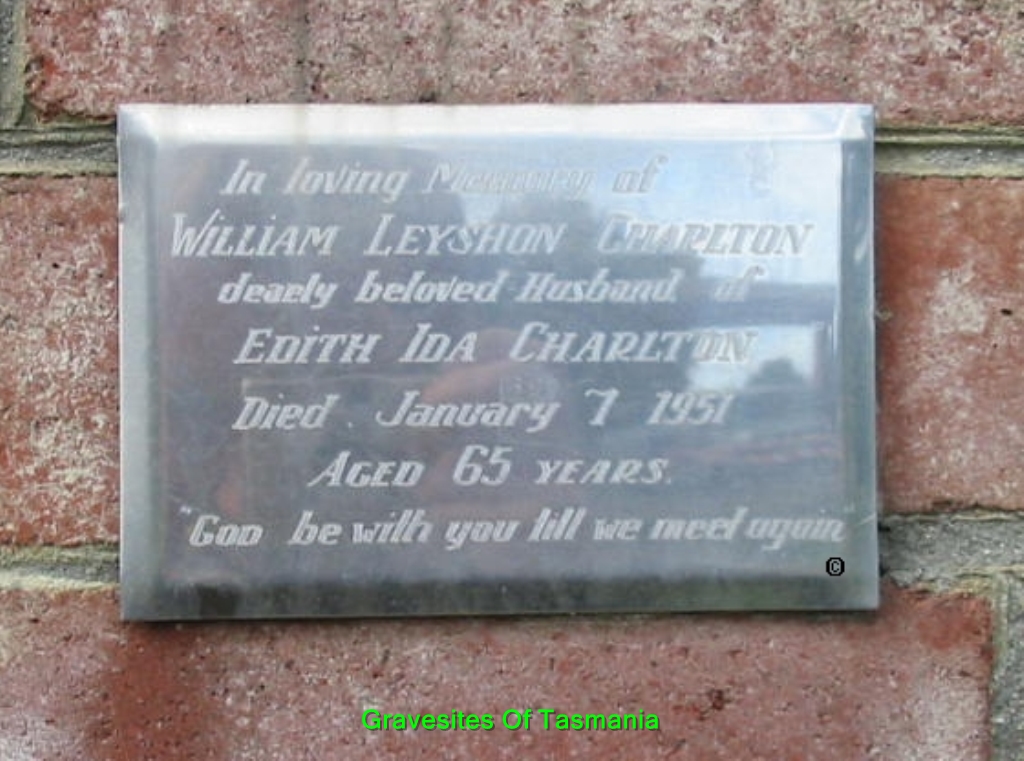 In loving Memory of
WILLIAM LEYSHON CHARLTON
dearly beloved Husband of
EDITH IDA CHARLTON
Died. January 7 1951
AGED 65 YEARS.
"GOD be with you till we meet again"
©
Gravesites Of Tasmania